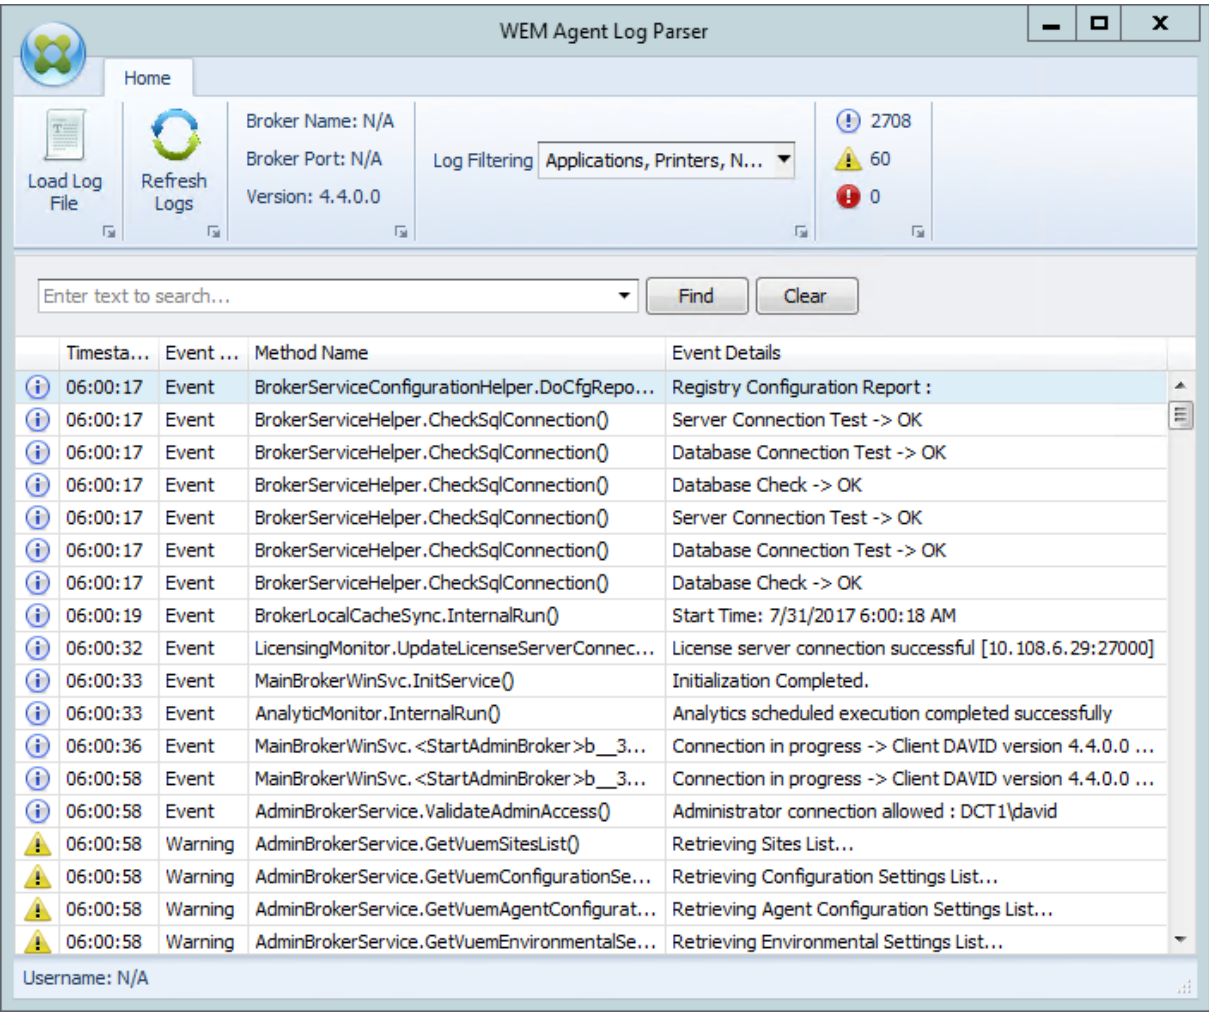 WEM Agent Log Parser
Home
Load Log File
Refresh Logs
Broker Name: N/A
Broker Port: N/A
Version: 4.4.0.0
Log Filtering Applications, Printers, N...
2708
60
0
Enter text to search... Find Clear
Timesta... Event ... Method Name Event Details
06:00:17 Event BrokerServiceConfigurationHelper.DoCfgRepo... Registry Configuration Report :
06:00:17 Event BrokerServiceHelper.CheckSqlConnection() Server Connection Test -> OK
06:00:17 Event BrokerServiceHelper.CheckSqlConnection() Database Connection Test -> OK
06:00:17 Event BrokerServiceHelper.CheckSqlConnection() Database Check -> OK
06:00:17 Event BrokerServiceHelper.CheckSqlConnection() Server Connection Test -> OK
06:00:17 Event BrokerServiceHelper.CheckSqlConnection() Database Connection Test -> OK
06:00:17 Event BrokerServiceHelper.CheckSqlConnection() Database Check -> OK
06:00:19 Event BrokerLocalCacheSync.InternalRun() Start Time: 7/31/2017 6:00:18 AM
06:00:32 Event LicensingMonitor.UpdateLicenseServerConnec... License server connection successful [10.108.6.29:27000]
06:00:33 Event MainBrokerWinSvc.InitService() Initialization Completed.
06:00:33 Event AnalyticMonitor.InternalRun() Analytics scheduled execution completed successfully
06:00:36 Event MainBrokerWinSvc.<StartAdminBroker>b__3... Connection in progress -> Client DAVID version 4.4.0.0 ...
06:00:58 Event MainBrokerWinSvc.<StartAdminBroker>b__3... Connection in progress -> Client DAVID version 4.4.0.0 ...
06:00:58 Event AdminBrokerService.ValidateAdminAccess() Administrator connection allowed : DCT1\david
06:00:58 Warning AdminBrokerService.GetVuemSitesList() Retrieving Sites List...
06:00:58 Warning AdminBrokerService.GetVuemConfigurationSe... Retrieving Configuration Settings List...
06:00:58 Warning AdminBrokerService.GetVuemAgentConfigurat... Retrieving Agent Configuration Settings List...
06:00:58 Warning AdminBrokerService.GetVuemEnvironmentalSe... Retrieving Environmental Settings List...
Username: N/A